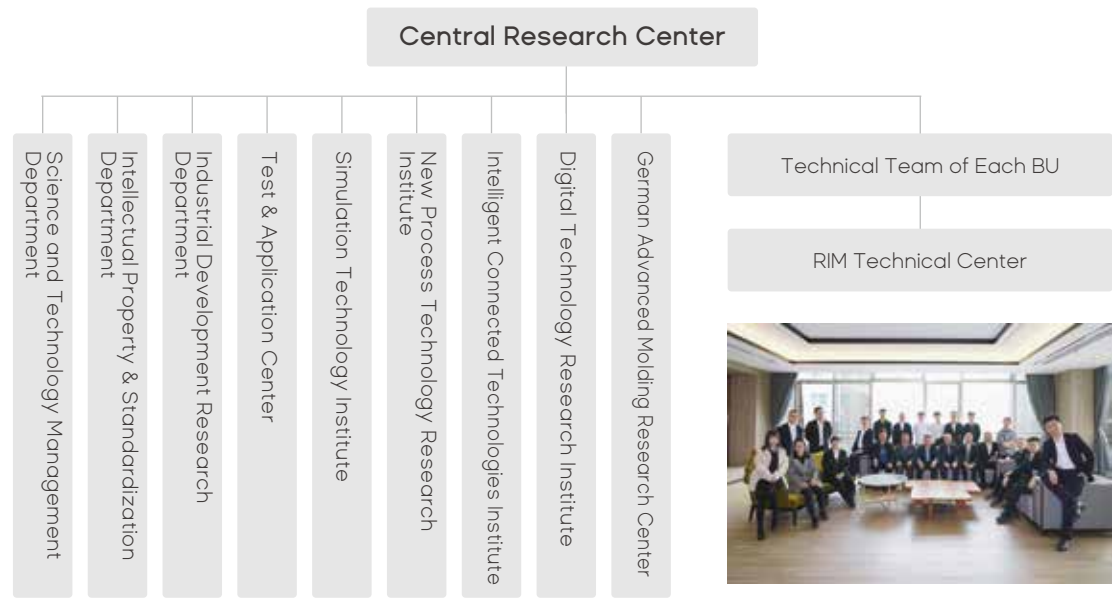 Central Research Center
Science and Technology Management
Department
Intellectual Property & Standardization
Department
Industrial Development Research
Department
Test & Application Center
Simulation Technology Institute
New Process Technology Research
Institute
Intelligent Connected Technologies Institute
Digital Technology Research Institute
German Advanced Molding Research Center
Technical Team of Each BU
RIM Technical Center